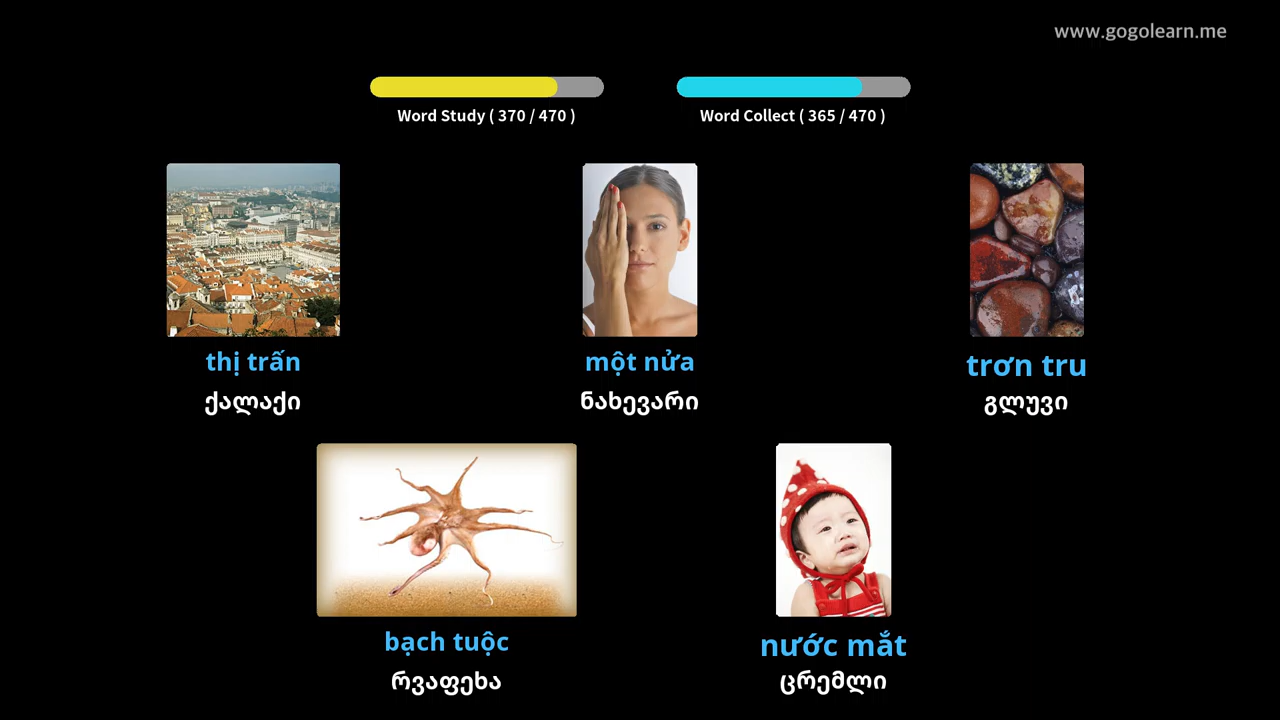 www.gogolearn.me
Word Study ( 370 / 470 )
Word Collect ( 365 / 470 )
thị trấn
ქალაქი
một nửa
ნახევარი
trơn tru
გლუვი
bạch tuộc
რვაფეხა
nước mắt
ცრემლი